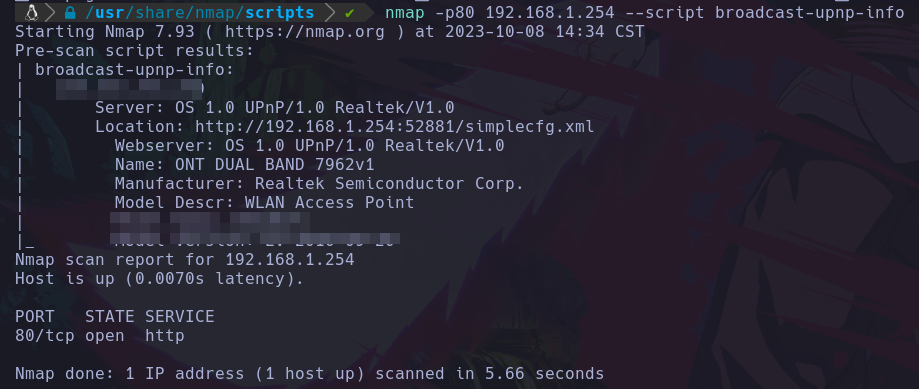 /usr/share/nmap/scripts ✔ nmap -p80 192.168.1.254 --script broadcast-upnp-info
Starting Nmap 7.93 ( https://nmap.org ) at 2023-10-08 14:34 CST
Pre-scan script results:
| broadcast-upnp-info:
|
|       Server: OS 1.0 UPnP/1.0 Realtek/V1.0
|       Location: http://192.168.1.254:52881/simplecfg.xml
|         Webserver: OS 1.0 UPnP/1.0 Realtek/V1.0
|         Name: ONT DUAL BAND 7962v1
|         Manufacturer: Realtek Semiconductor Corp.
|         Model Descr: WLAN Access Point
|
|_
Nmap scan report for 192.168.1.254
Host is up (0.0070s latency).
PORT   STATE SERVICE
80/tcp open  http
Nmap done: 1 IP address (1 host up) scanned in 5.66 seconds